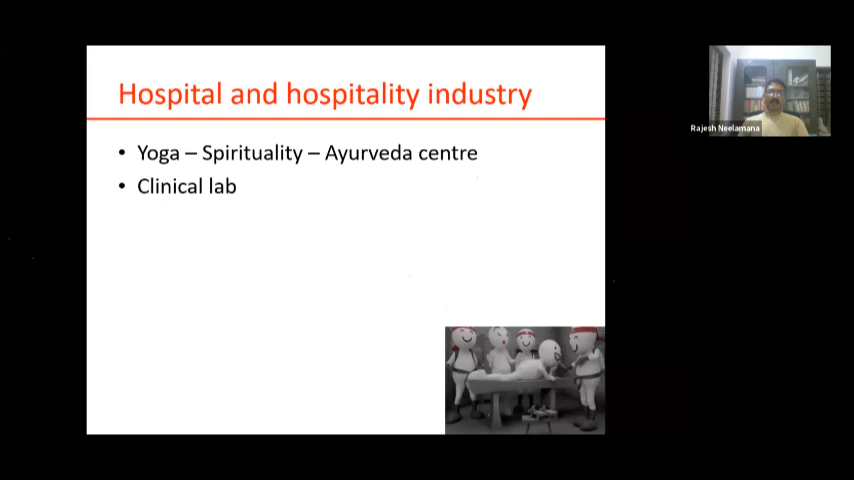 Hospital and hospitality industry
• Yoga – Spirituality – Ayurveda centre
• Clinical lab
Rajesh Neelamana